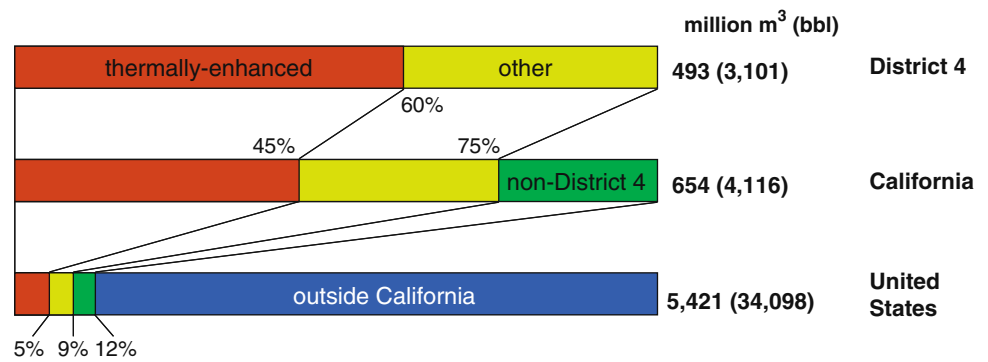 million m³ (bbl)
thermally-enhanced other 493 (3,101) District 4
60%
45% 75%
non-District 4 654 (4,116) California
outside California 5,421 (34,098) United
States
5% 9% 12%